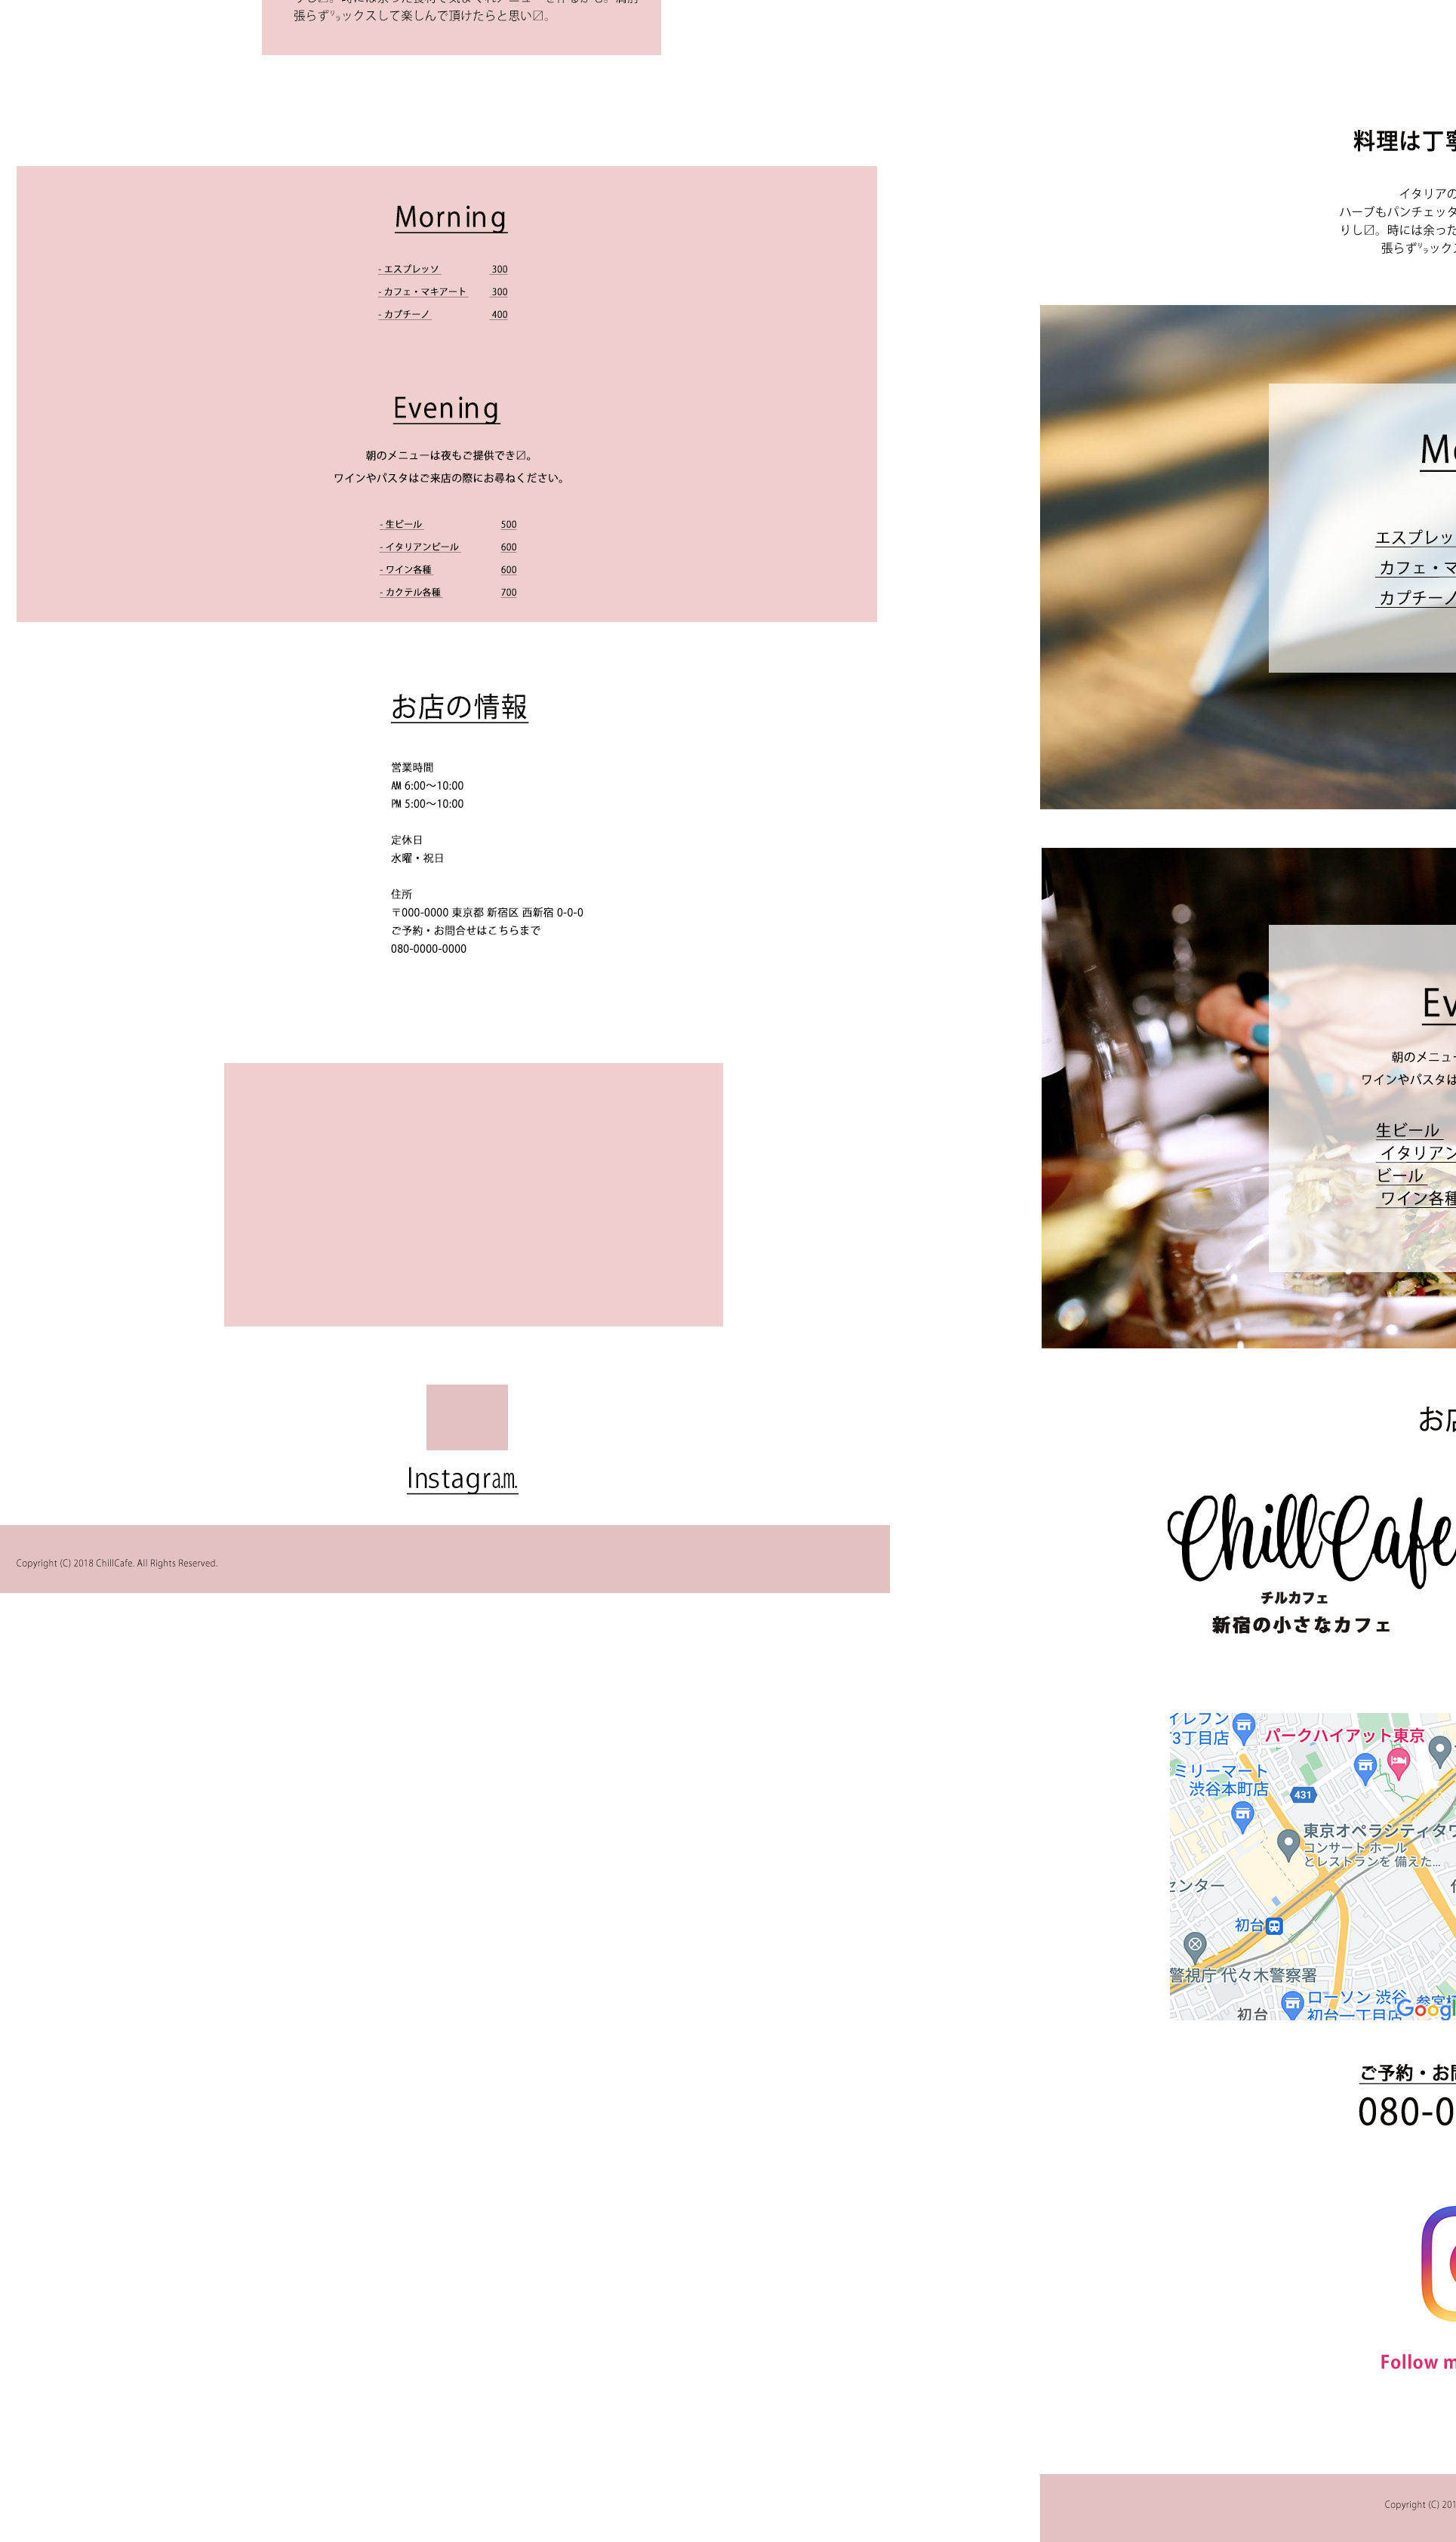 張らずリラックスして楽しんで頂けたらと思い〼。
Morning
- エスプレッソ 300
- カフェ・マキアート 300
- カプチーノ 400
Evening
朝のメニューは夜もご提供でき〼。
ワインやパスタはご来店の際にお尋ねください。
- 生ビール 500
- イタリアンビール 600
- ワイン各種 600
- カクテル各種 700
お店の情報
営業時間
AM 6:00〜10:00
PM 5:00〜10:00
定休日
水曜・祝日
住所
〒000-0000 東京都 新宿区 西新宿 0-0-0
ご予約・お問合せはこちらまで
080-0000-0000
Instagra.m.
Copyright (C) 2018 ChillCafe. All Rights Reserved.
料理は丁寧
イタリアの
ハーブもパンチェッタ
りし〼。時には余った
張らずリラックス
Mo
エスプレッ
カフェ・マ
カプチーノ
Ev
朝のメニュー
ワインやパスタは
生ビール
イタリアン
ビール
ワイン各種
お店
ChillCafe
チルカフェ
新宿の小さなカフェ
イレブン
3丁目店
パークハイアット東京
ミリーマート
渋谷本町店
431
東京オペラシティタワ
コンサート ホール
とレストランを 備えた...
センター
初台
警視庁 代々木警察署
ローソン 渋谷
初台一丁目店
参宮橋
初台
Googl
ご予約・お問
080-0
Follow m
Copyright (C) 201